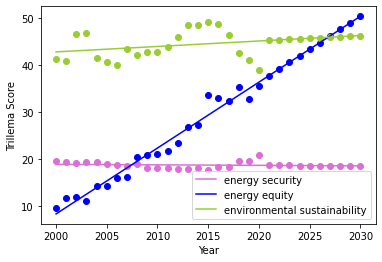 50
40
30
20
10
Trillema Score
2000 2005 2010 2015 2020 2025 2030
Year
energy security
energy equity
environmental sustainability